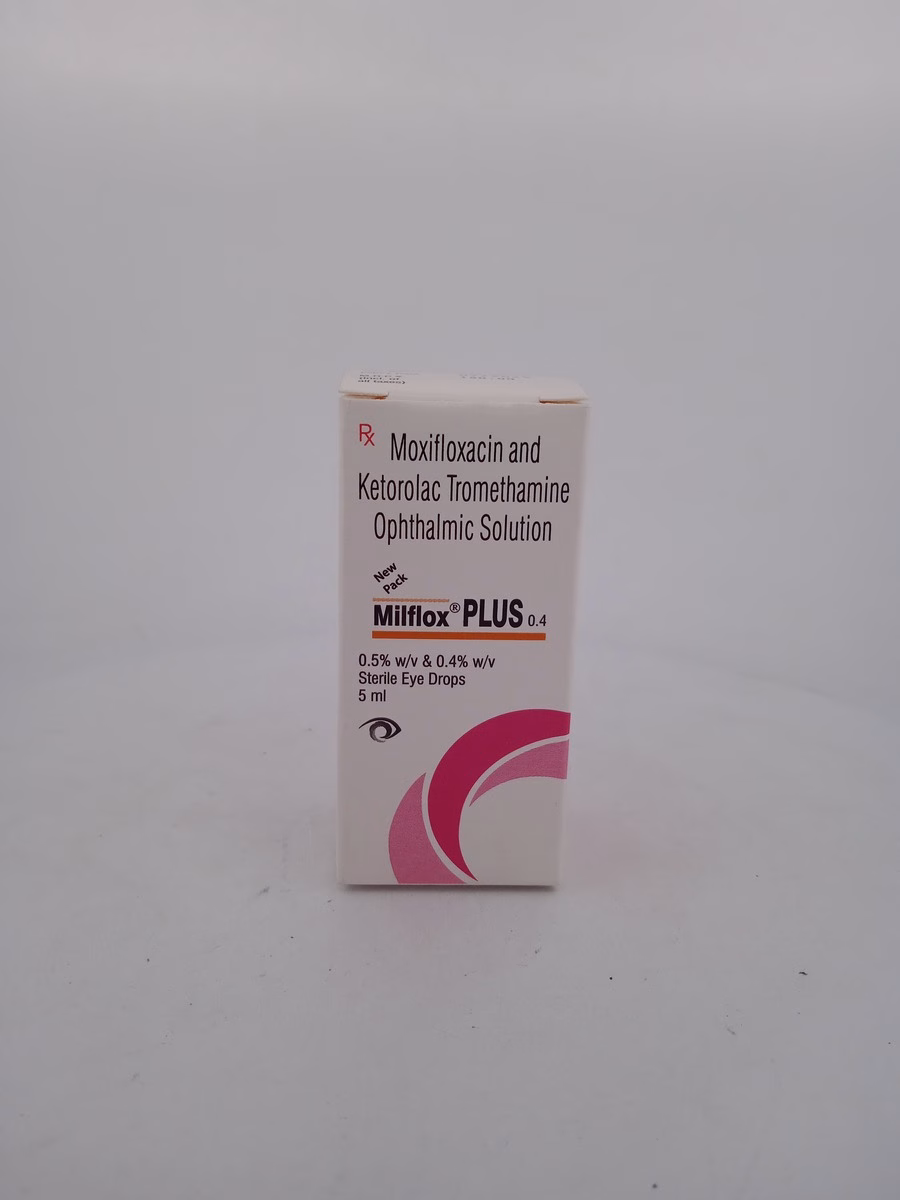 Rx
Moxifloxacin and
Ketorolac Tromethamine
Ophthalmic Solution
New
Pack
Milflox® PLUS 0.4
0.5% w/v & 0.4% w/v
Sterile Eye Drops
5 ml